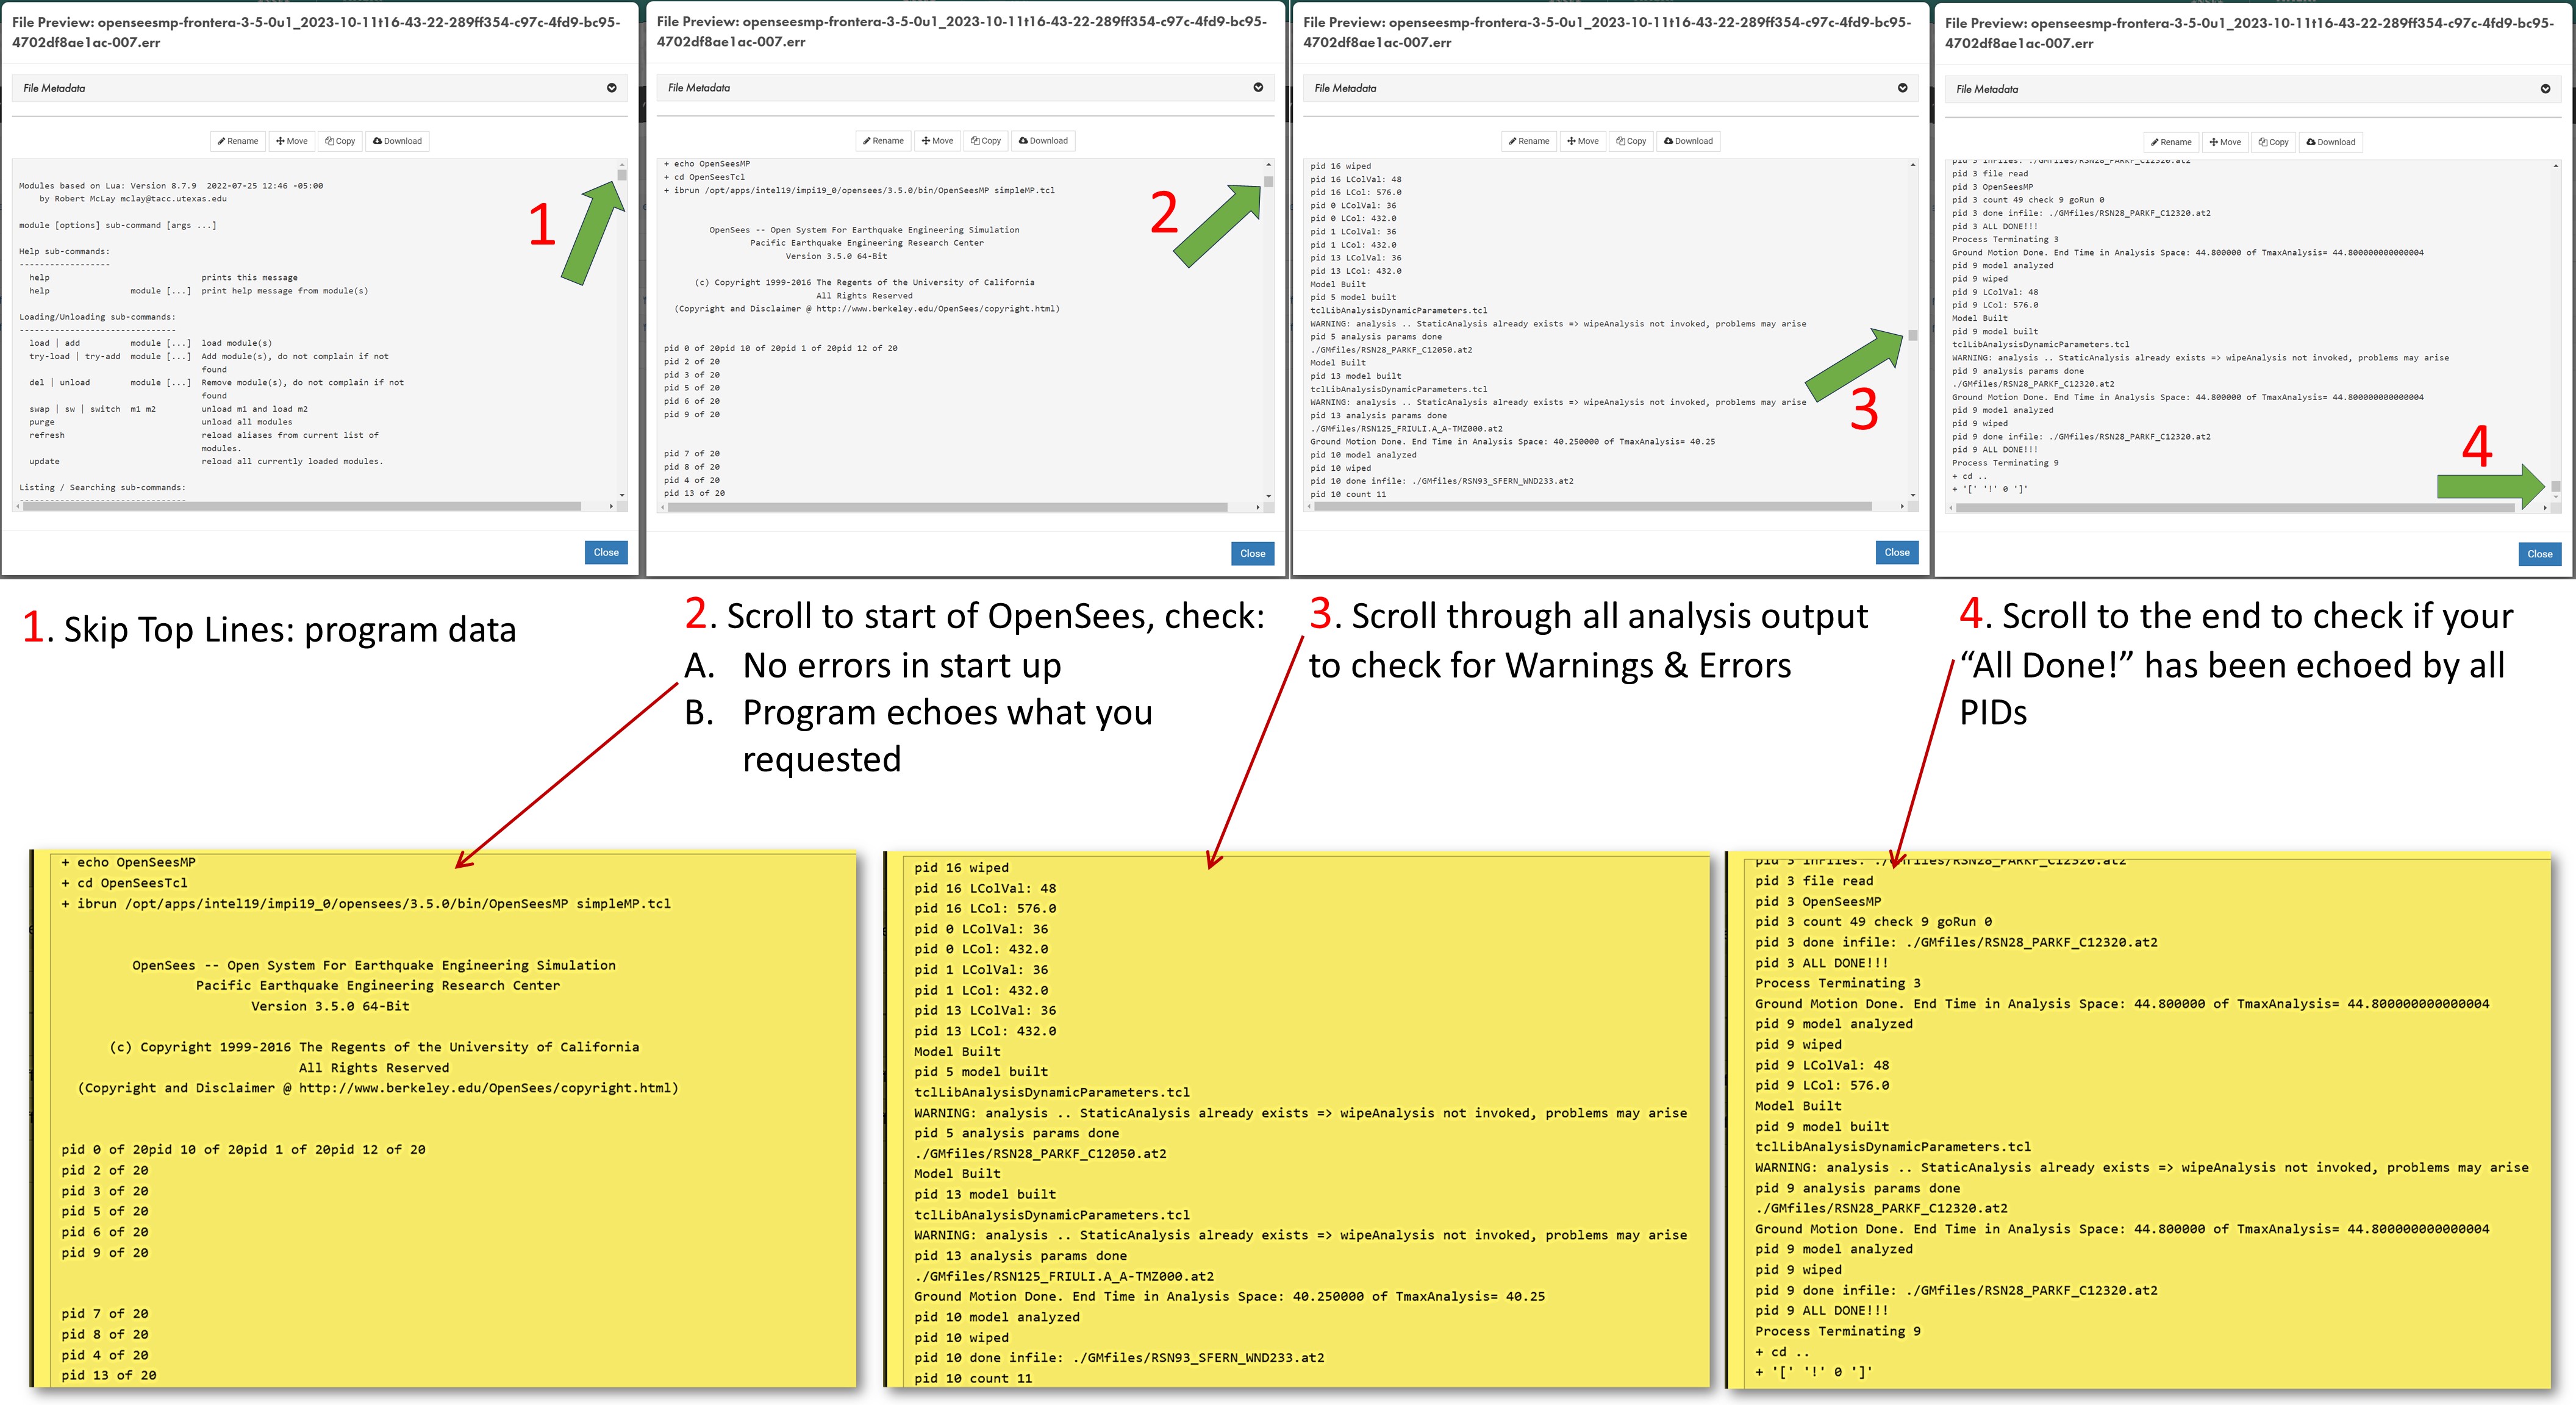 File Preview: openseesmp-frontera-3-5-0u1_2023-10-11t16-43-22-289ff354-c97c-4fd9-bc95-
4702df8ae1ac-007.err
File Metadata
Rename Move Copy Download
Modules based on Lua: Version 8.7.9  2022-07-25 12:46 -05:00
by Robert McLay mclay@tacc.utexas.edu
module [options] sub-command [args ...]
Help sub-commands:
------------------
help prints this message
help module [...] print help message from module(s)
Loading/Unloading sub-commands:
-------------------------------
load | add module [...] load module(s)
try-load | try-add module [...] Add module(s), do not complain if not
found
del | unload module [...] Remove module(s), do not complain if not
found
swap | sw | switch m1 m2 unload m1 and load m2
purge unload all modules
refresh reload aliases from current list of
modules.
update reload all currently loaded modules.
Listing / Searching sub-commands:
---------------------------------
1
Close
File Preview: openseesmp-frontera-3-5-0u1_2023-10-11t16-43-22-289ff354-c97c-4fd9-bc95-
4702df8ae1ac-007.err
File Metadata
Rename Move Copy Download
+ echo OpenSeesMP
+ cd OpenSeesTcl
+ ibrun /opt/apps/intel19/impi19_0/opensees/3.5.0/bin/OpenSeesMP simpleMP.tcl
OpenSees -- Open System For Earthquake Engineering Simulation
Pacific Earthquake Engineering Research Center
Version 3.5.0 64-Bit
(c) Copyright 1999-2016 The Regents of the University of California
All Rights Reserved
(Copyright and Disclaimer @ http://www.berkeley.edu/OpenSees/copyright.html)
pid 0 of 20pid 10 of 20pid 1 of 20pid 12 of 20
pid 2 of 20
pid 3 of 20
pid 5 of 20
pid 6 of 20
pid 9 of 20
pid 7 of 20
pid 8 of 20
pid 4 of 20
pid 13 of 20
2
Close
File Preview: openseesmp-frontera-3-5-0u1_2023-10-11t16-43-22-289ff354-c97c-4fd9-bc95-
4702df8ae1ac-007.err
File Metadata
Rename Move Copy Download
pid 16 wiped
pid 16 LColVal: 48
pid 16 LCol: 576.0
pid 0 LColVal: 36
pid 0 LCol: 432.0
pid 1 LColVal: 36
pid 1 LCol: 432.0
pid 13 LColVal: 36
pid 13 LCol: 432.0
Model Built
pid 5 model built
tclLibAnalysisDynamicParameters.tcl
WARNING: analysis .. StaticAnalysis already exists => wipeAnalysis not invoked, problems may arise
pid 5 analysis params done
./GMfiles/RSN28_PARKF_C12050.at2
Model Built
pid 13 model built
tclLibAnalysisDynamicParameters.tcl
WARNING: analysis .. StaticAnalysis already exists => wipeAnalysis not invoked, problems may arise
pid 13 analysis params done
./GMfiles/RSN125_FRIULI.A_A-TMZ000.at2
Ground Motion Done. End Time in Analysis Space: 40.250000 of TmaxAnalysis= 40.25
pid 10 model analyzed
pid 10 wiped
pid 10 done infile: ./GMfiles/RSN93_SFERN_WND233.at2
pid 10 count 11
3
Close
File Preview: openseesmp-frontera-3-5-0u1_2023-10-11t16-43-22-289ff354-c97c-4fd9-bc95-
4702df8ae1ac-007.err
File Metadata
Rename Move Copy Download
pid 3 infiles: ./GMfiles/RSN28_PARKF_C12320.at2
pid 3 file read
pid 3 OpenSeesMP
pid 3 count 49 check 9 goRun 0
pid 3 done infile: ./GMfiles/RSN28_PARKF_C12320.at2
pid 3 ALL DONE!!!
Process Terminating 3
Ground Motion Done. End Time in Analysis Space: 44.800000 of TmaxAnalysis= 44.800000000000004
pid 9 model analyzed
pid 9 wiped
pid 9 LColVal: 48
pid 9 LCol: 576.0
Model Built
pid 9 model built
tclLibAnalysisDynamicParameters.tcl
WARNING: analysis .. StaticAnalysis already exists => wipeAnalysis not invoked, problems may arise
pid 9 analysis params done
./GMfiles/RSN28_PARKF_C12320.at2
Ground Motion Done. End Time in Analysis Space: 44.800000 of TmaxAnalysis= 44.800000000000004
pid 9 model analyzed
pid 9 wiped
pid 9 done infile: ./GMfiles/RSN28_PARKF_C12320.at2
pid 9 ALL DONE!!!
Process Terminating 9
+ cd ..
+ '[' '!' 0 ']'
4
Close
1. Skip Top Lines: program data
2. Scroll to start of OpenSees, check:
A. No errors in start up
B. Program echoes what you
requested
3. Scroll through all analysis output
to check for Warnings & Errors
4. Scroll to the end to check if your
“All Done!” has been echoed by all
PIDs
+ echo OpenSeesMP
+ cd OpenSeesTcl
+ ibrun /opt/apps/intel19/impi19_0/opensees/3.5.0/bin/OpenSeesMP simpleMP.tcl
OpenSees -- Open System For Earthquake Engineering Simulation
Pacific Earthquake Engineering Research Center
Version 3.5.0 64-Bit
(c) Copyright 1999-2016 The Regents of the University of California
All Rights Reserved
(Copyright and Disclaimer @ http://www.berkeley.edu/OpenSees/copyright.html)
pid 0 of 20pid 10 of 20pid 1 of 20pid 12 of 20
pid 2 of 20
pid 3 of 20
pid 5 of 20
pid 6 of 20
pid 9 of 20
pid 7 of 20
pid 8 of 20
pid 4 of 20
pid 13 of 20
pid 16 wiped
pid 16 LColVal: 48
pid 16 LCol: 576.0
pid 0 LColVal: 36
pid 0 LCol: 432.0
pid 1 LColVal: 36
pid 1 LCol: 432.0
pid 13 LColVal: 36
pid 13 LCol: 432.0
Model Built
pid 5 model built
tclLibAnalysisDynamicParameters.tcl
WARNING: analysis .. StaticAnalysis already exists => wipeAnalysis not invoked, problems may arise
pid 5 analysis params done
./GMfiles/RSN28_PARKF_C12050.at2
Model Built
pid 13 model built
tclLibAnalysisDynamicParameters.tcl
WARNING: analysis .. StaticAnalysis already exists => wipeAnalysis not invoked, problems may arise
pid 13 analysis params done
./GMfiles/RSN125_FRIULI.A_A-TMZ000.at2
Ground Motion Done. End Time in Analysis Space: 40.250000 of TmaxAnalysis= 40.25
pid 10 model analyzed
pid 10 wiped
pid 10 done infile: ./GMfiles/RSN93_SFERN_WND233.at2
pid 10 count 11
pid 3 infiles: ./GMfiles/RSN28_PARKF_C12320.at2
pid 3 file read
pid 3 OpenSeesMP
pid 3 count 49 check 9 goRun 0
pid 3 done infile: ./GMfiles/RSN28_PARKF_C12320.at2
pid 3 ALL DONE!!!
Process Terminating 3
Ground Motion Done. End Time in Analysis Space: 44.800000 of TmaxAnalysis= 44.800000000000004
pid 9 model analyzed
pid 9 wiped
pid 9 LColVal: 48
pid 9 LCol: 576.0
Model Built
pid 9 model built
tclLibAnalysisDynamicParameters.tcl
WARNING: analysis .. StaticAnalysis already exists => wipeAnalysis not invoked, problems may arise
pid 9 analysis params done
./GMfiles/RSN28_PARKF_C12320.at2
Ground Motion Done. End Time in Analysis Space: 44.800000 of TmaxAnalysis= 44.800000000000004
pid 9 model analyzed
pid 9 wiped
pid 9 done infile: ./GMfiles/RSN28_PARKF_C12320.at2
pid 9 ALL DONE!!!
Process Terminating 9
+ cd ..
+ '[' '!' 0 ']'